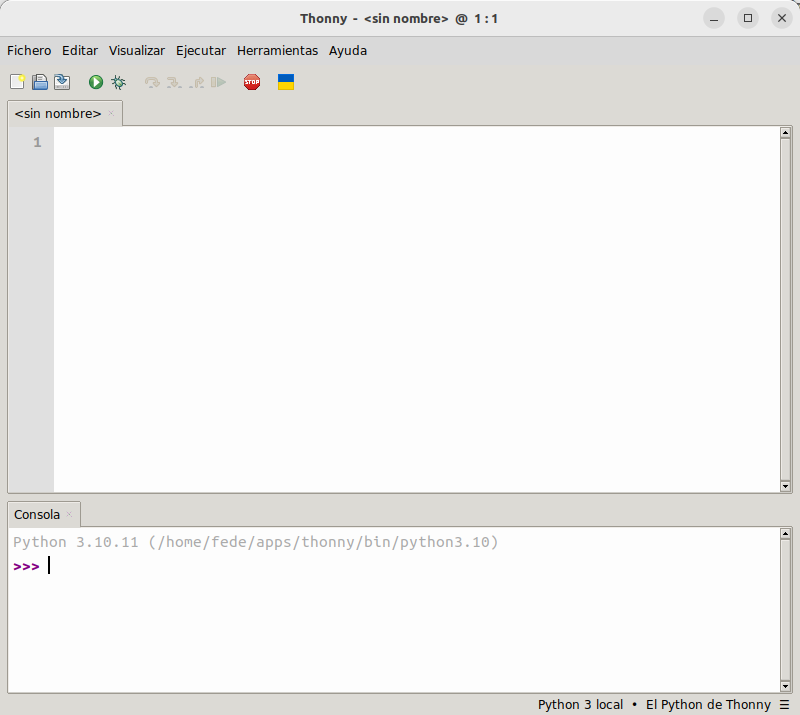 Thonny - <sin nombre> @ 1:1
Fichero Editar Visualizar Ejecutar Herramientas Ayuda
STOP
<sin nombre>
1
Consola
Python 3.10.11 (/home/fede/apps/thonny/bin/python3.10)
>>>
Python 3 local • El Python de Thonny ☰